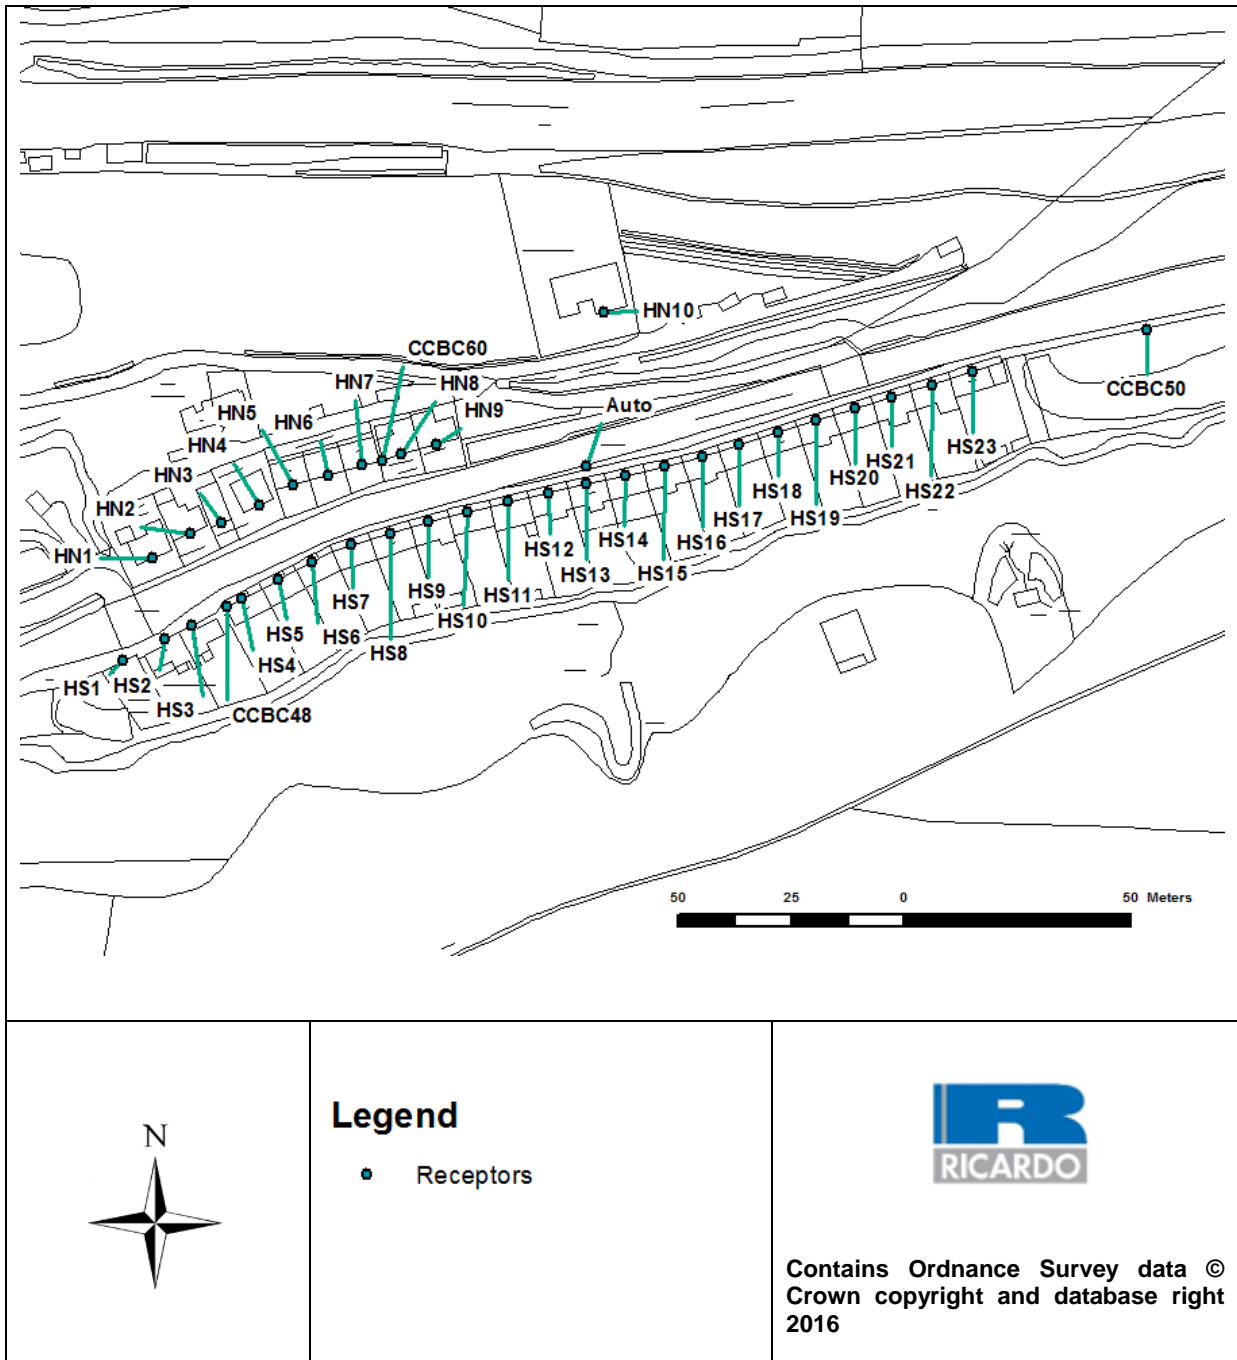 HN10
CCBC60
HN7
HN8
CCBC50
HN5
HN6
HN9
Auto
HN4
HN3
HS23
HN2
HS21
HS22
HS20
HS18
HS19
HS17
HS16
HN1
HS12
HS14
HS15
HS13
HS11
HS9
HS10
HS7
HS8
HS5
HS6
HS4
HS1
HS2
HS3
CCBC48
50 25 0 50 Meters
N
Legend
Receptors
R
RICARDO
Contains Ordnance Survey data ©
Crown copyright and database right
2016